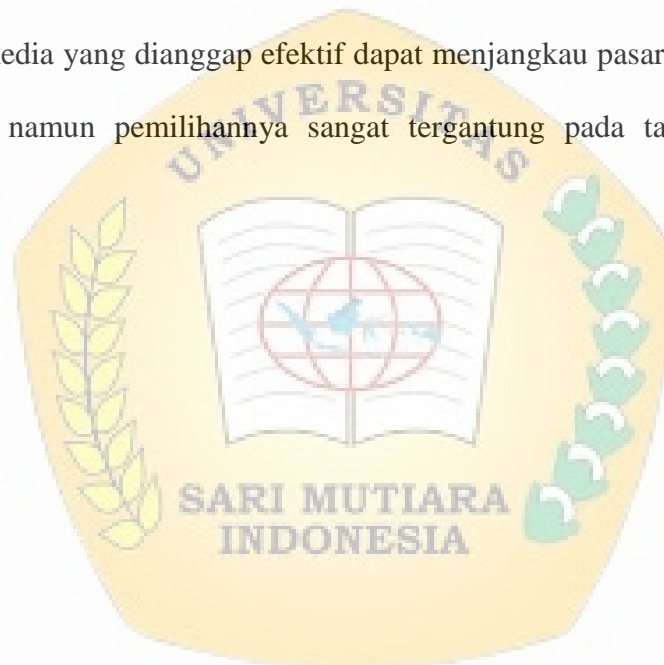 edia yang dianggap efektif dapat menjangkau pasar
namun pemilihannya sangat tergantung pada ta
UNIVERSITAS
SARI MUTIARA
INDONESIA